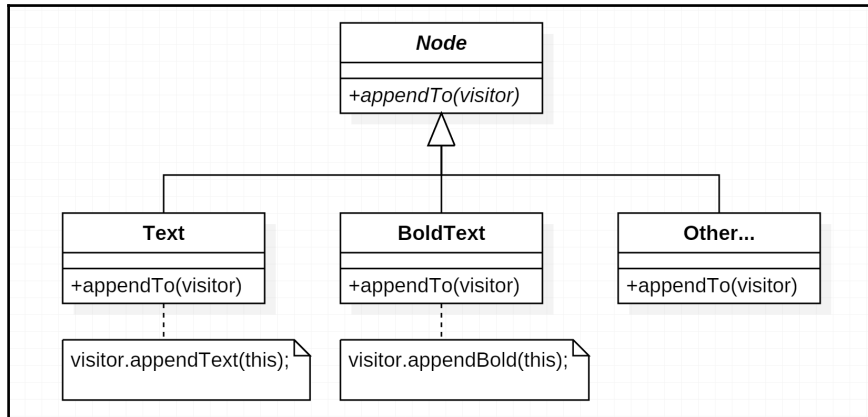 Node
+appendTo(visitor)
Text
+appendTo(visitor)
BoldText
+appendTo(visitor)
Other...
+appendTo(visitor)
visitor.appendText(this);
visitor.appendBold(this);